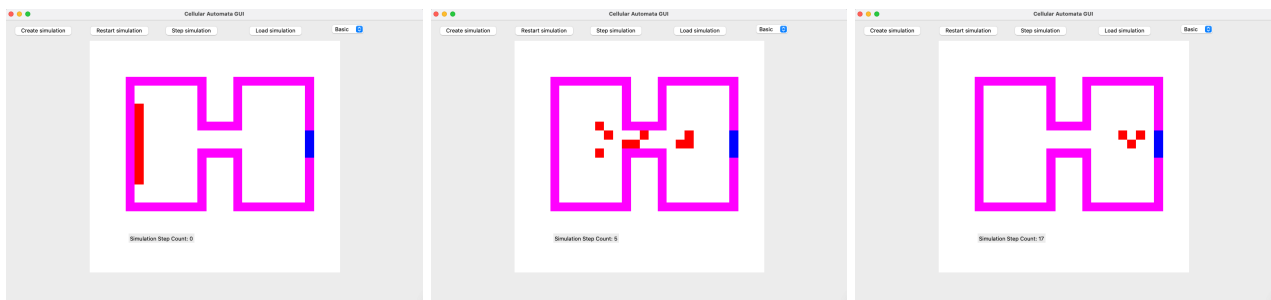 Cellular Automata GUI
Create simulation Restart simulation Step simulation Load simulation Basic
Simulation Step Count: 0
Cellular Automata GUI
Create simulation Restart simulation Step simulation Load simulation Basic
Simulation Step Count: 5
Cellular Automata GUI
Create simulation Restart simulation Step simulation Load simulation Basic
Simulation Step Count: 17